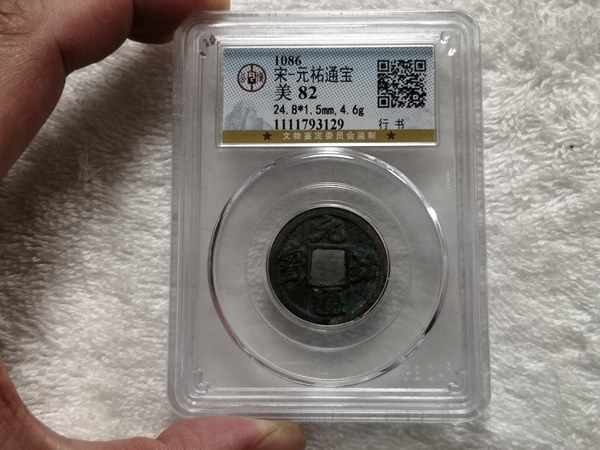 1086
宋-元祐通宝
美 82
24.8*1.5mm,4.6g
1111793129 行 书
★ 文物鉴定委员会监制 ★
元